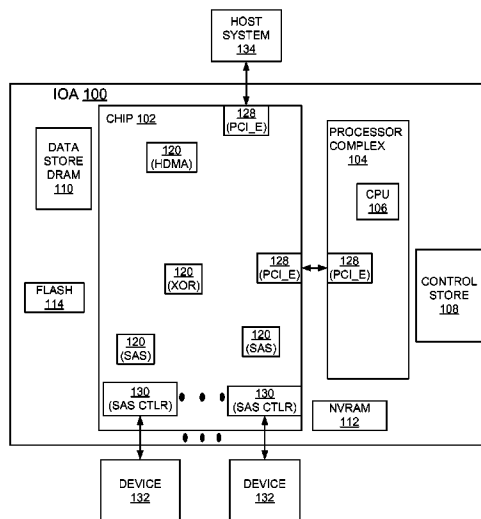 HOST
SYSTEM
134
IOA 100
CHIP 102
128
(PCI_E)
PROCESSOR
COMPLEX
104
DATA
STORE
DRAM
110
120
(HDMA)
CPU
106
128
(PCI_E)
128
(PCI_E)
120
(XOR)
CONTROL
STORE
108
FLASH
114
120
(SAS)
120
(SAS)
130
(SAS CTLR)
130
(SAS CTLR)
NVRAM
112
DEVICE
132
DEVICE
132